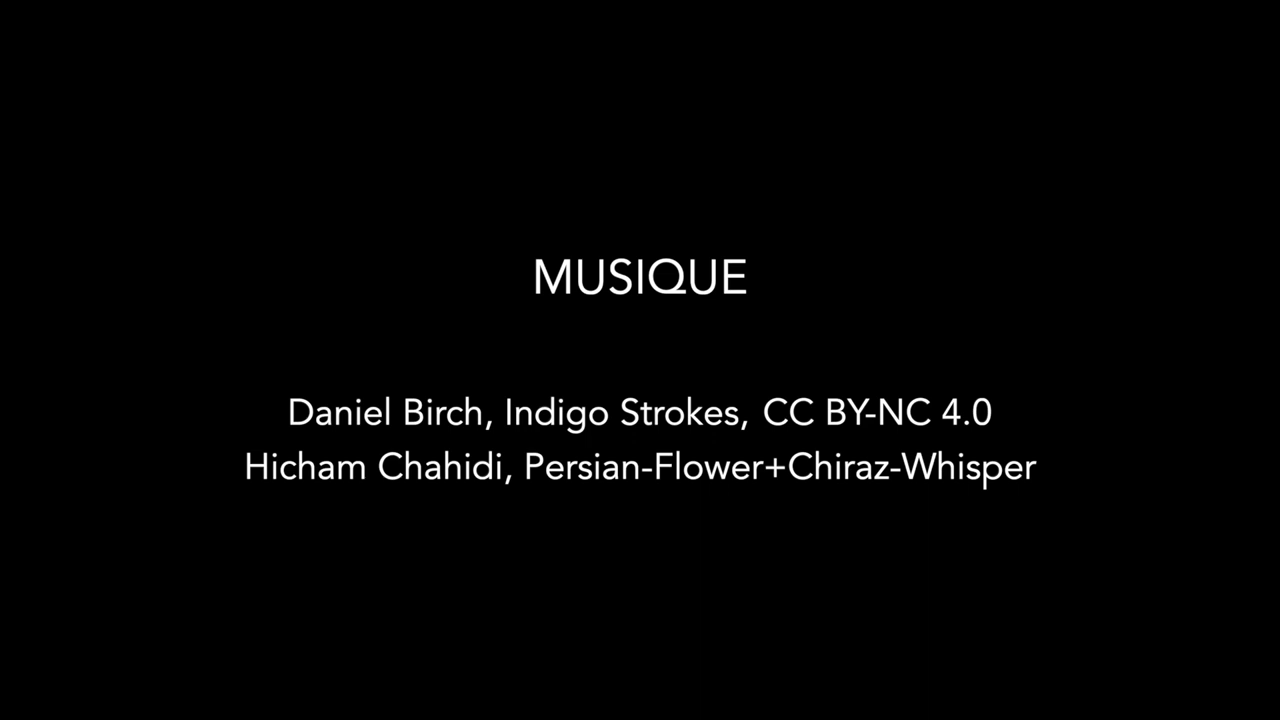 MUSIQUE
Daniel Birch, Indigo Strokes, CC BY-NC 4.0
Hicham Chahidi, Persian-Flower+Chiraz-Whisper